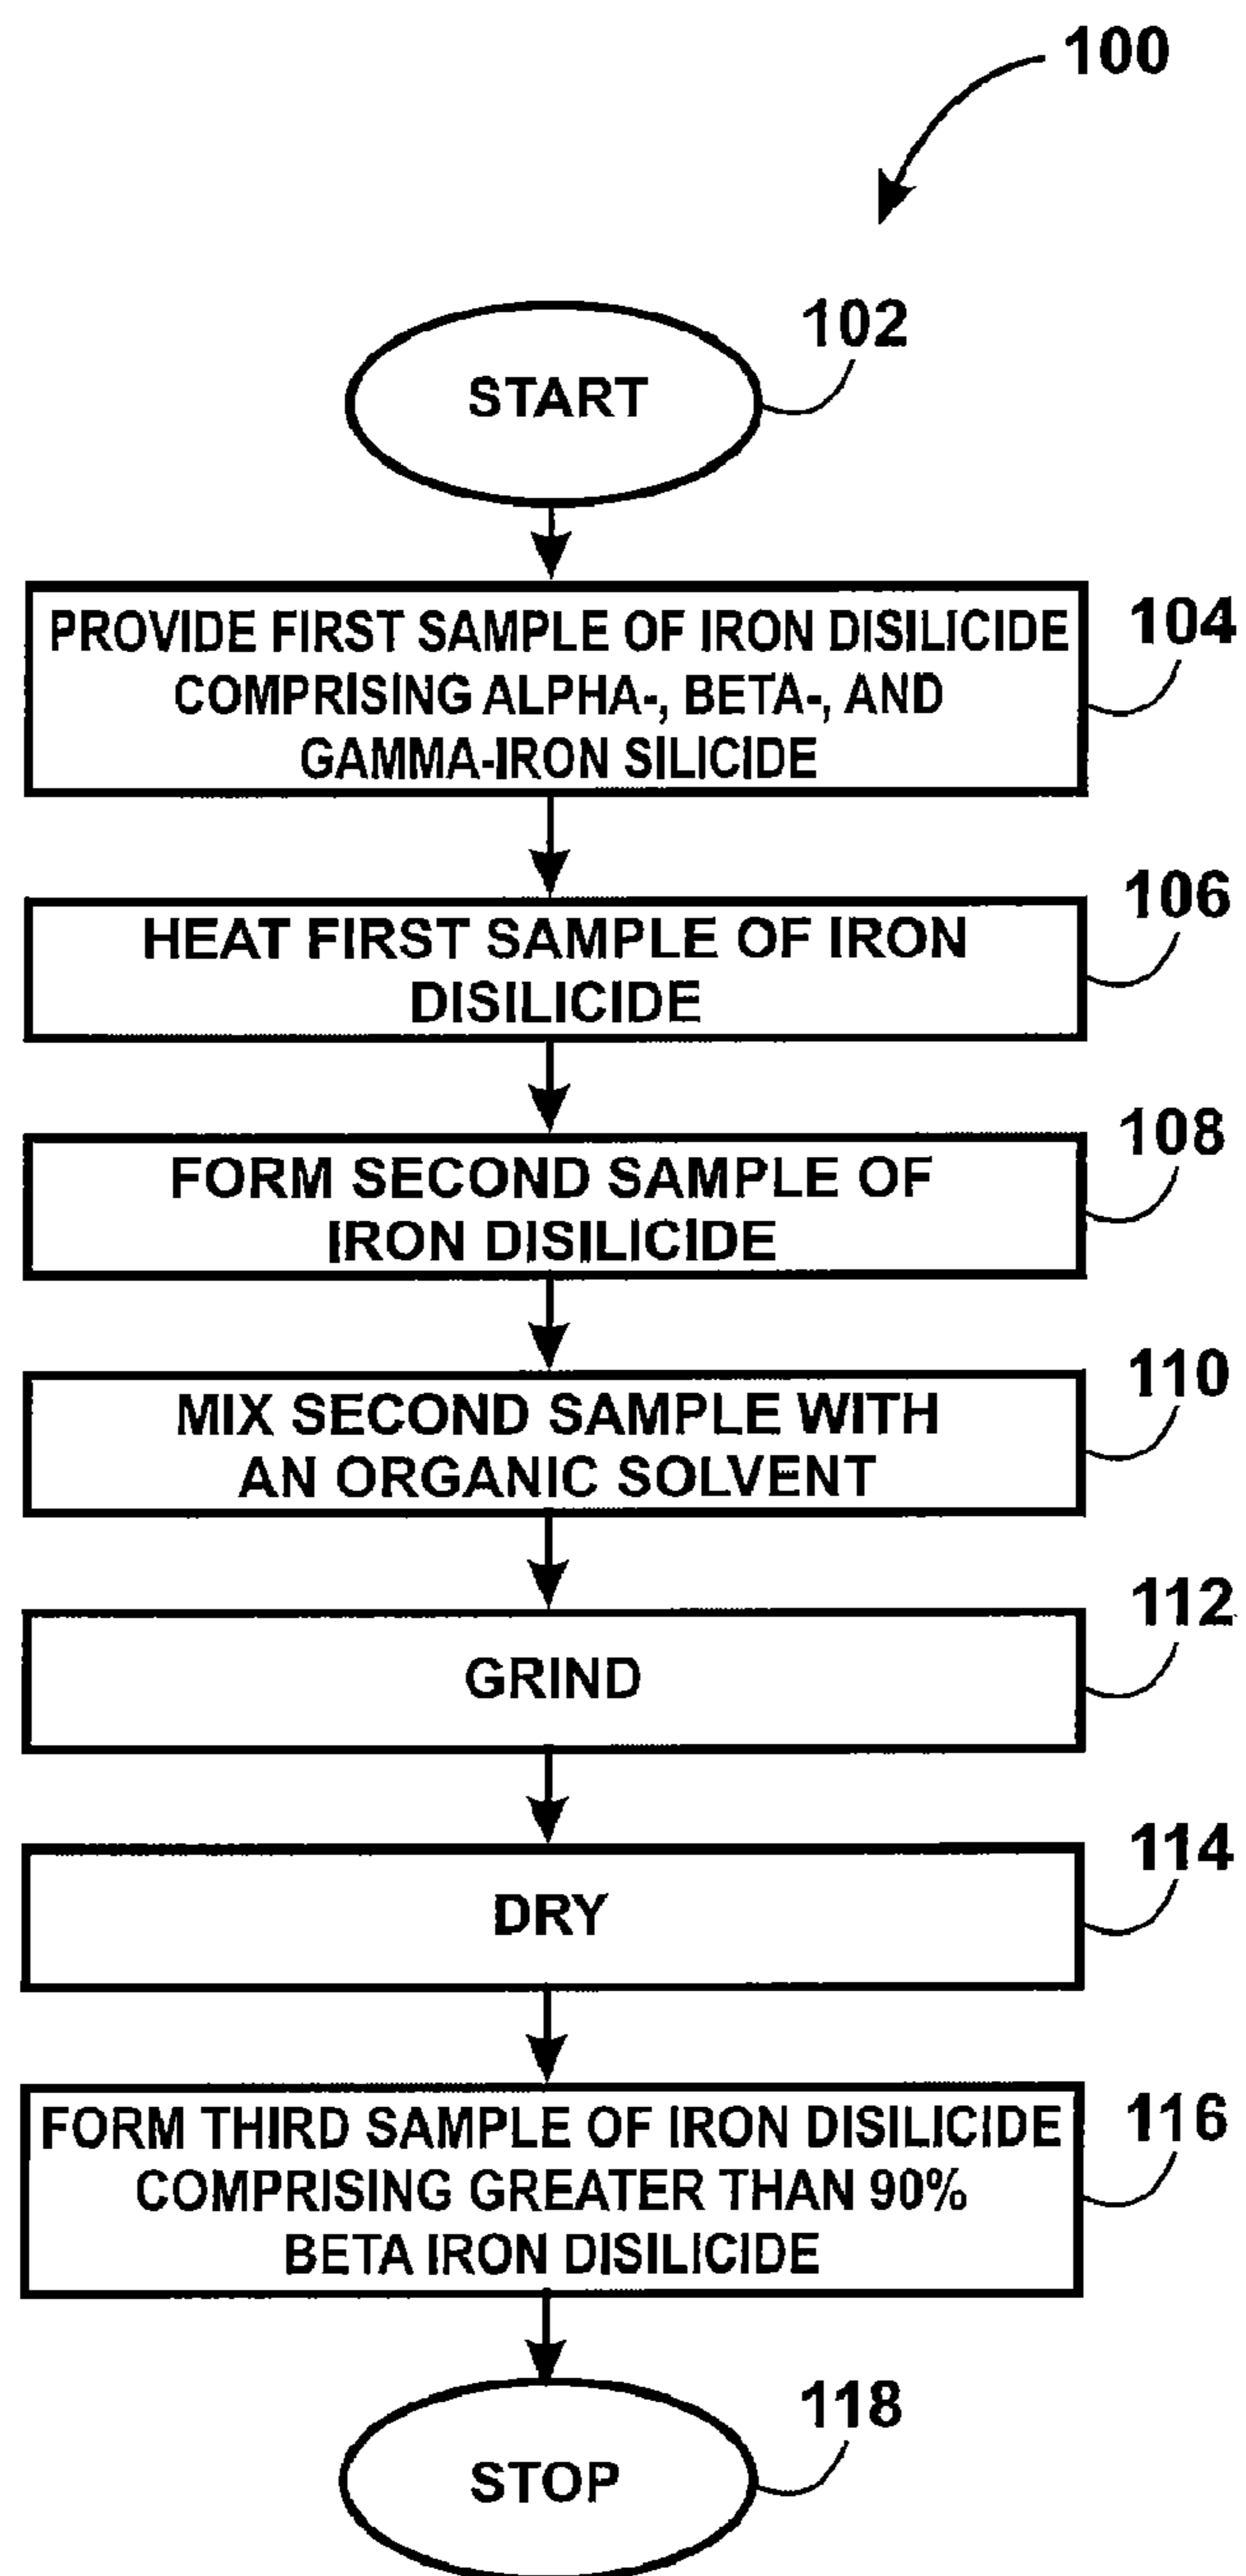 100
102
START
PROVIDE FIRST SAMPLE OF IRON DISILICIDE
COMPRISING ALPHA-, BETA-, AND
GAMMA-IRON SILICIDE
104
HEAT FIRST SAMPLE OF IRON
DISILICIDE
106
FORM SECOND SAMPLE OF
IRON DISILICIDE
108
MIX SECOND SAMPLE WITH
AN ORGANIC SOLVENT
110
GRIND
112
DRY
114
FORM THIRD SAMPLE OF IRON DISILICIDE
COMPRISING GREATER THAN 90%
BETA IRON DISILICIDE
116
STOP
118